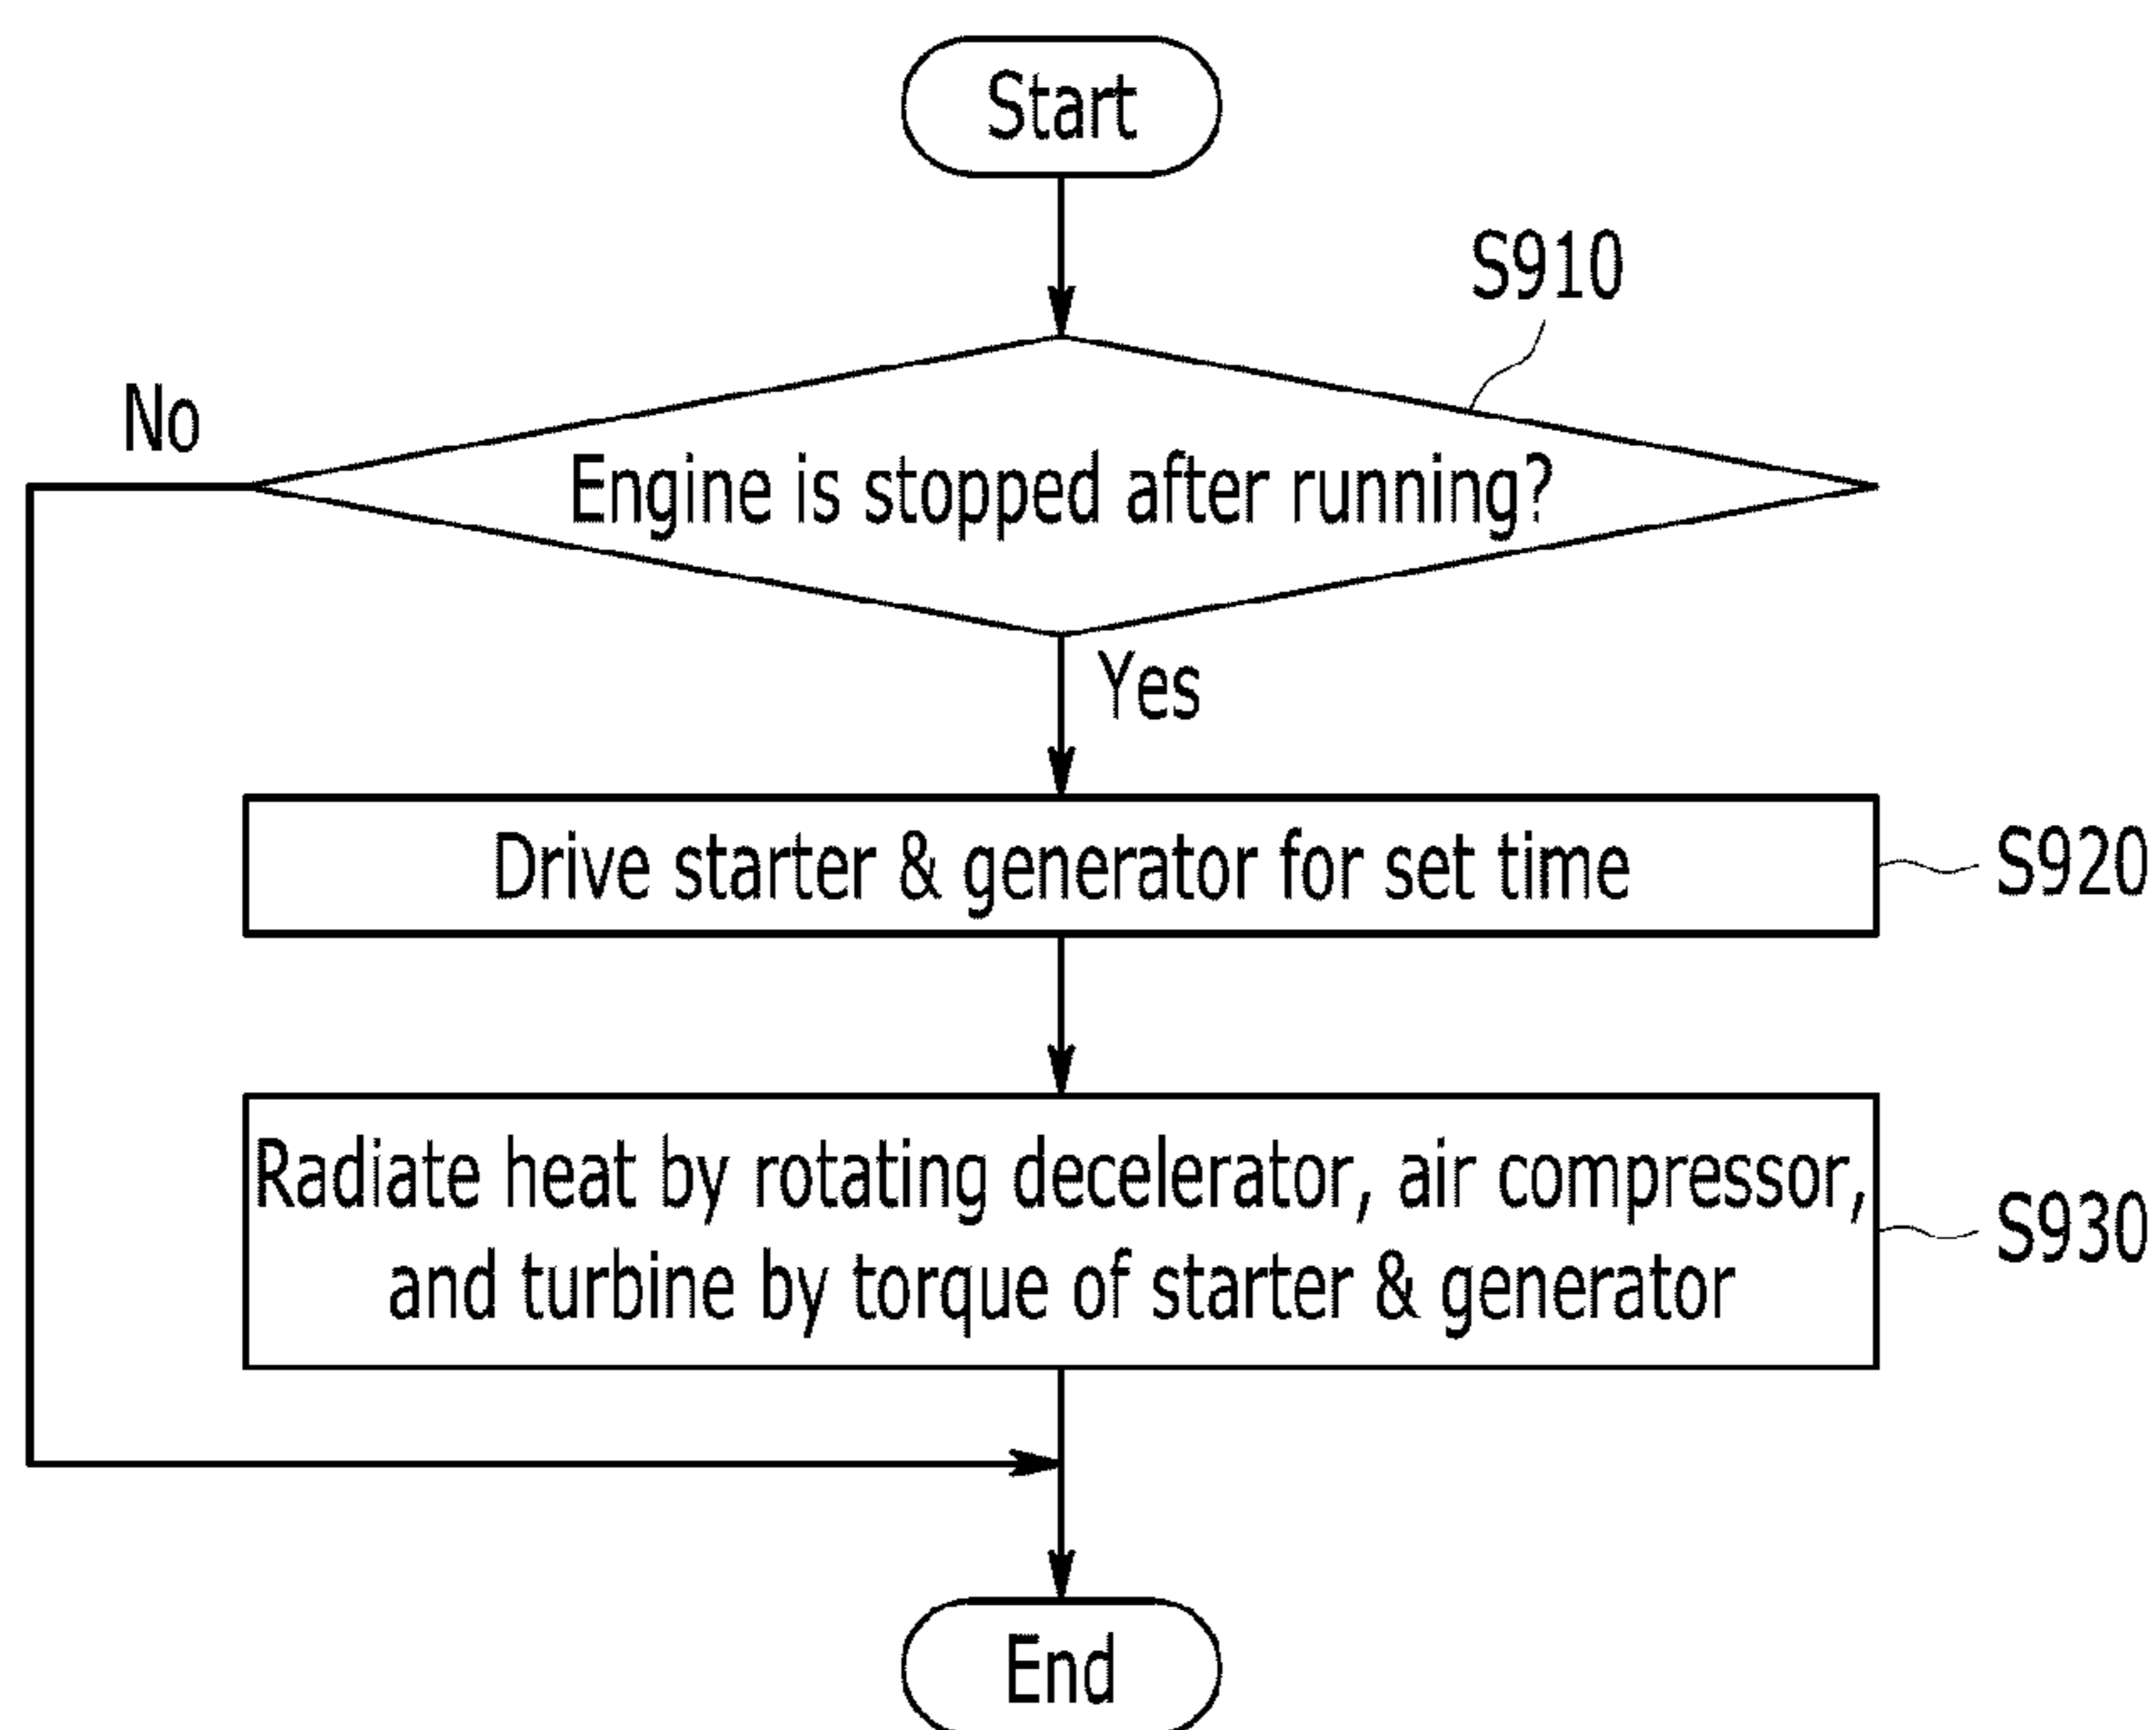 Start
S910
No
Engine is stopped after running?
Yes
Drive starter & generator for set time
S920
Radiate heat by rotating decelerator, air compressor,
and turbine by torque of starter & generator
S930
End